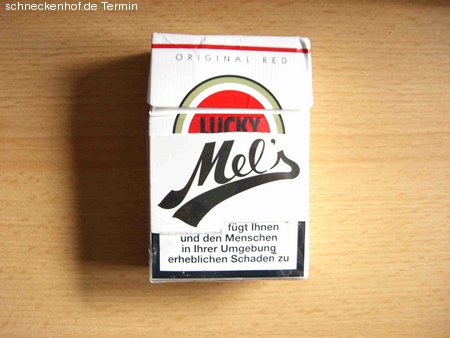 schneckenhof.de Termin
ORIGINAL RED
LUCKY
Mel's
fügt Ihnen
und den Menschen
in Ihrer Umgebung
erheblichen Schaden zu